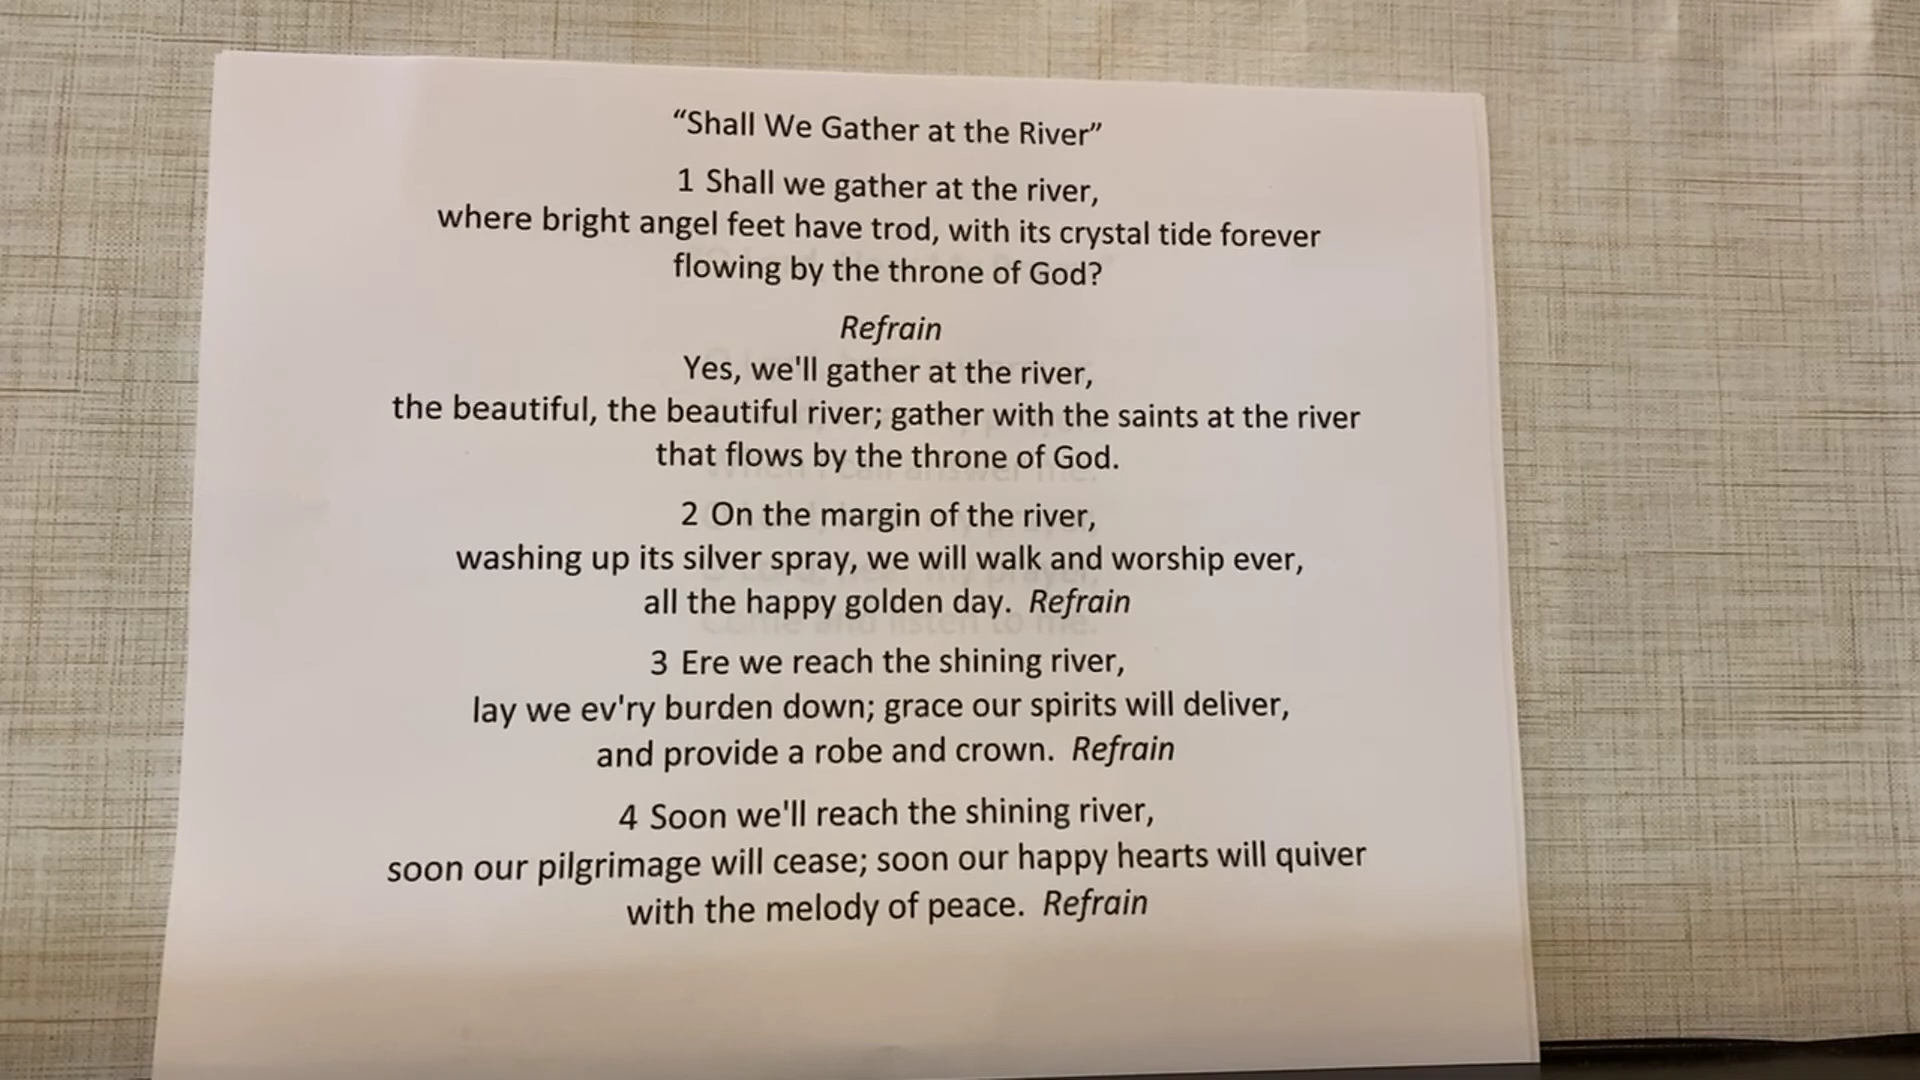 “Shall We Gather at the River”
1 Shall we gather at the river,
where bright angel feet have trod, with its crystal tide forever
flowing by the throne of God?
Refrain
Yes, we'll gather at the river,
the beautiful, the beautiful river; gather with the saints at the river
that flows by the throne of God.
2 On the margin of the river,
washing up its silver spray, we will walk and worship ever,
all the happy golden day. Refrain
3 Ere we reach the shining river,
lay we ev'ry burden down; grace our spirits will deliver,
and provide a robe and crown. Refrain
4 Soon we'll reach the shining river,
soon our pilgrimage will cease; soon our happy hearts will quiver
with the melody of peace. Refrain